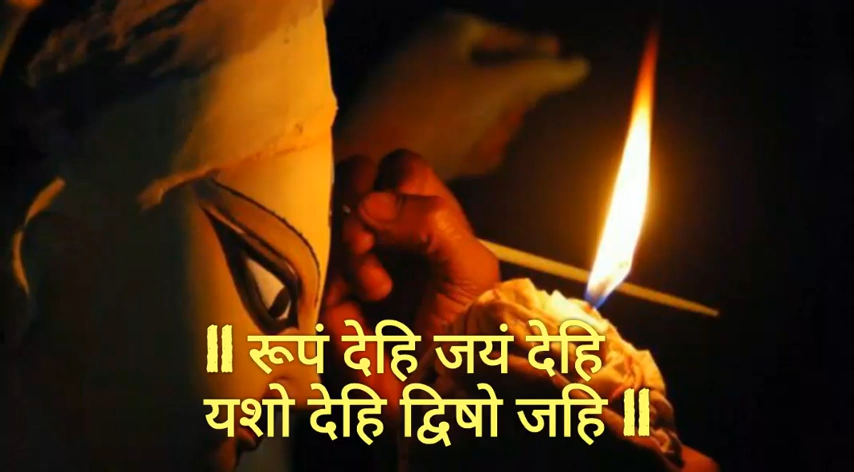 ॥ रूपं देहि जयं देहि
यशो देहि द्विषो जहि ॥